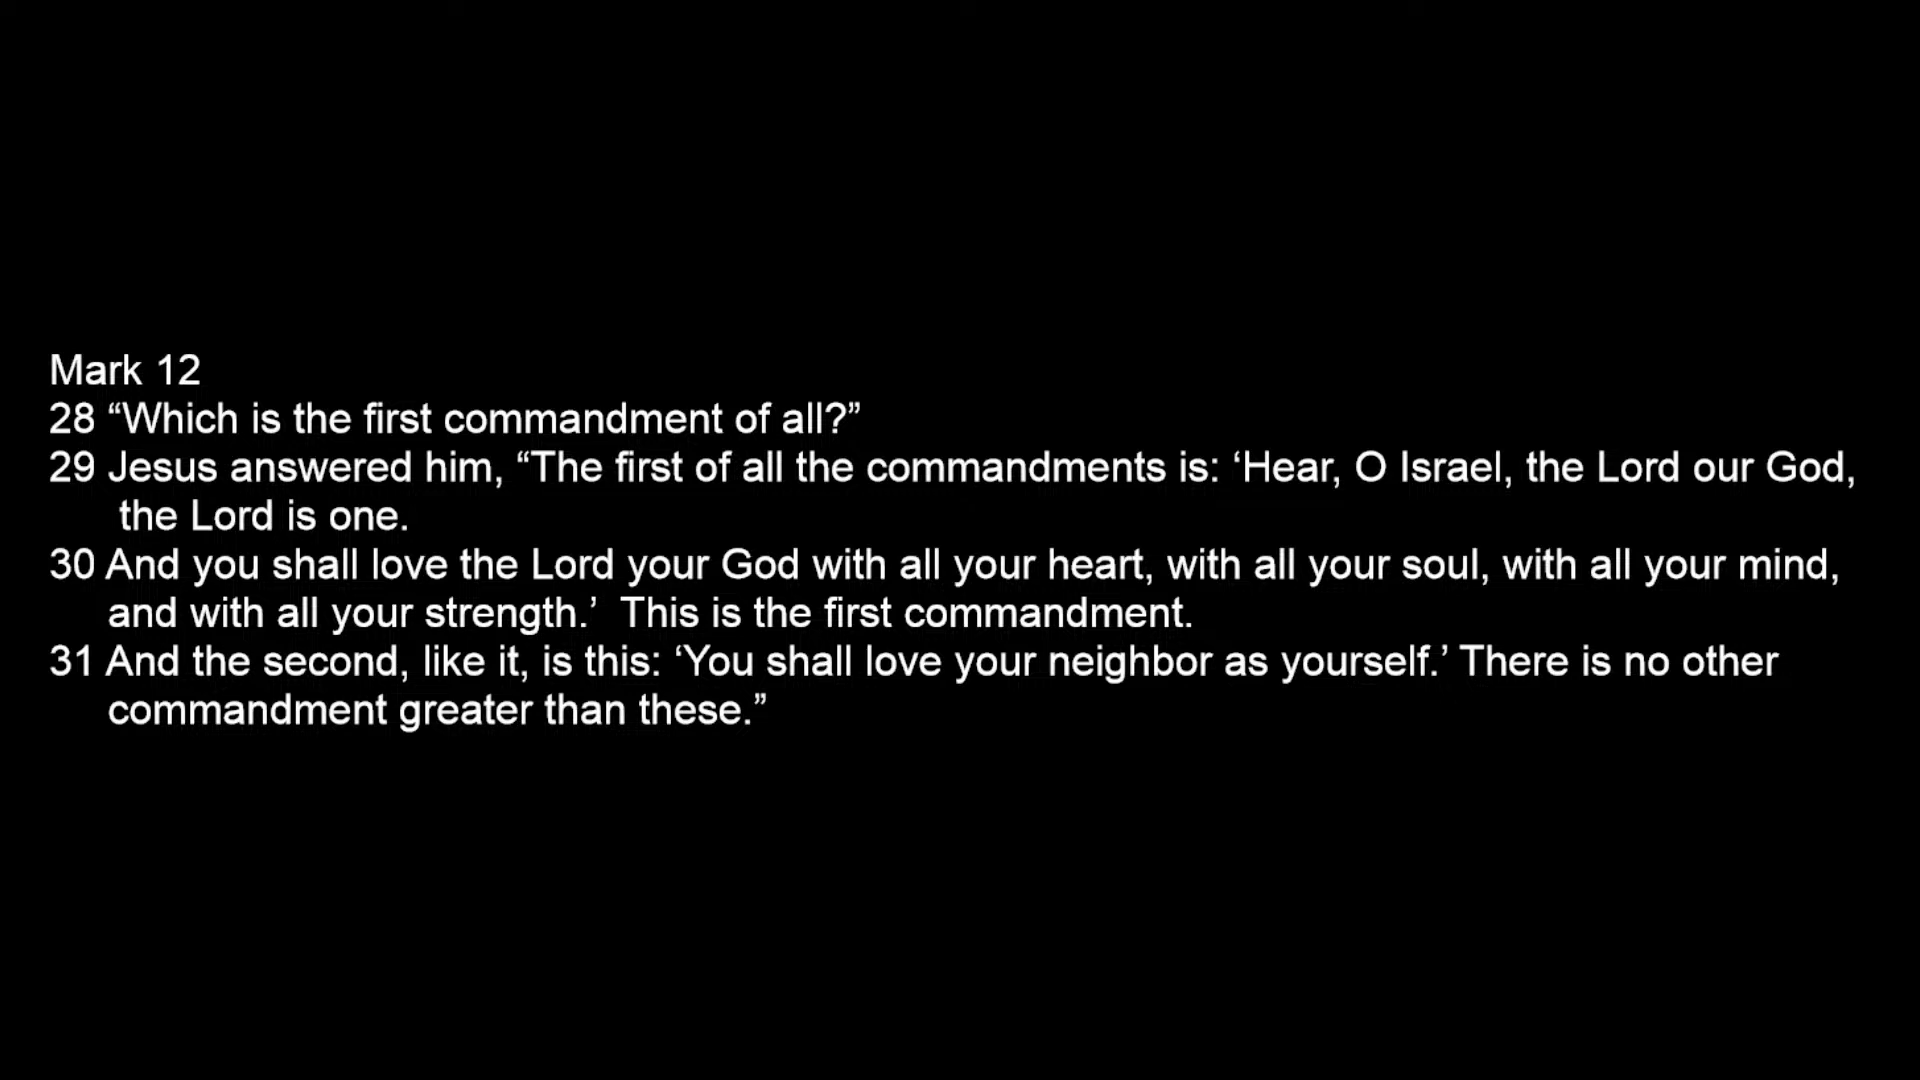 Mark 12
28 “Which is the first commandment of all?”
29 Jesus answered him, “The first of all the commandments is: ‘Hear, O Israel, the Lord our God,
the Lord is one.
30 And you shall love the Lord your God with all your heart, with all your soul, with all your mind,
and with all your strength.’  This is the first commandment.
31 And the second, like it, is this: ‘You shall love your neighbor as yourself.’ There is no other
commandment greater than these.”